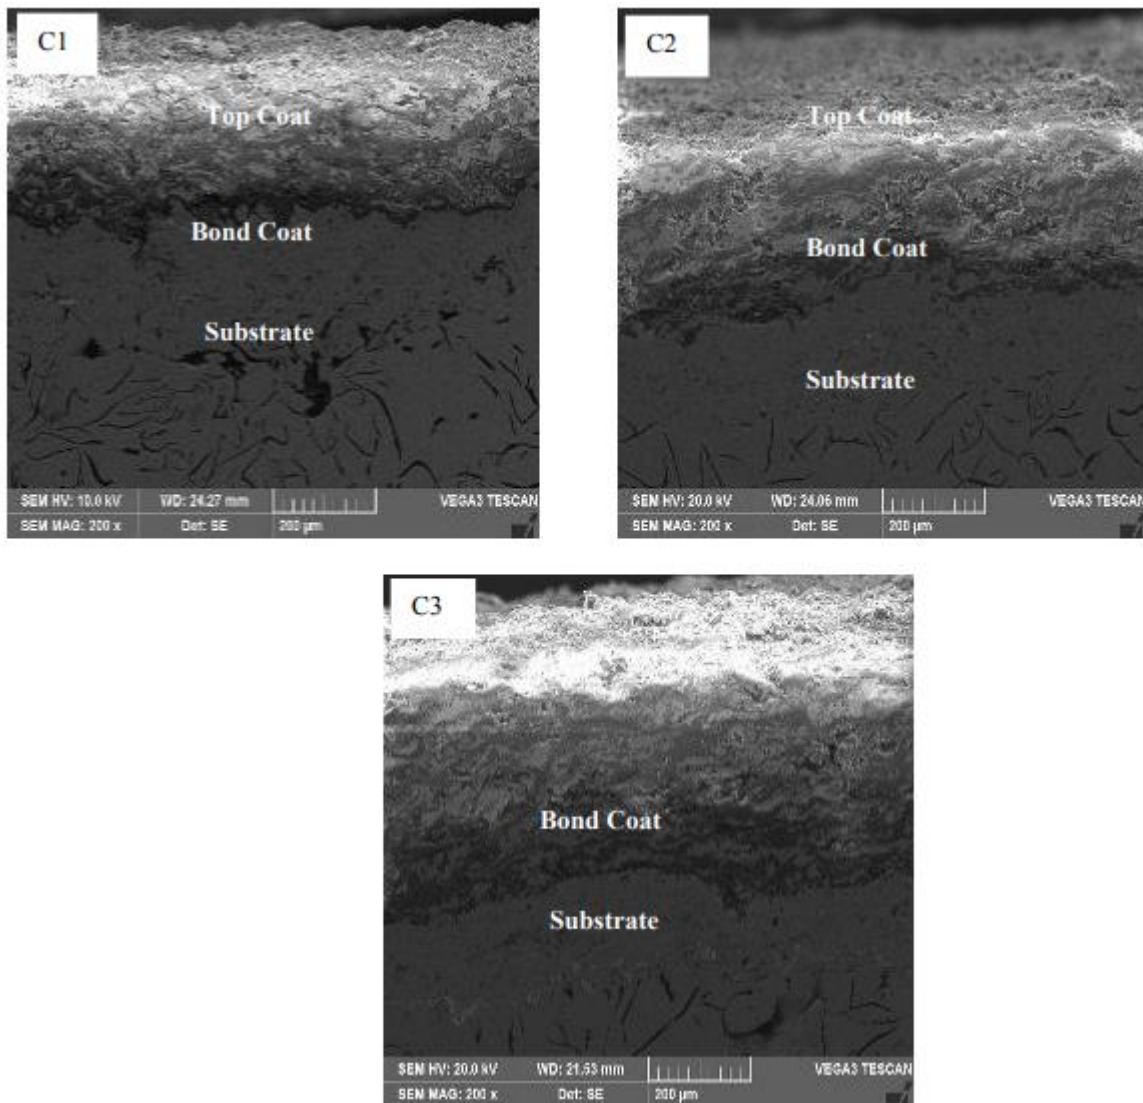 C1
Top Coat
Bond Coat
Substrate
SEM HV: 10.0 kV WD: 24.27 mm VEGA3 TESCAN
SEM MAG: 200 x Det: SE 200 µm
C2
Top Coat
Bond Coat
Substrate
SEM HV: 20.0 kV WD: 24.06 mm VEGA3 TESCAN
SEM MAG: 200 x Det: SE 200 µm
C3
Bond Coat
Substrate
SEM HV: 20.0 kV WD: 21.53 mm VEGA3 TESCAN
SEM MAG: 200 x Det: SE 200 µm